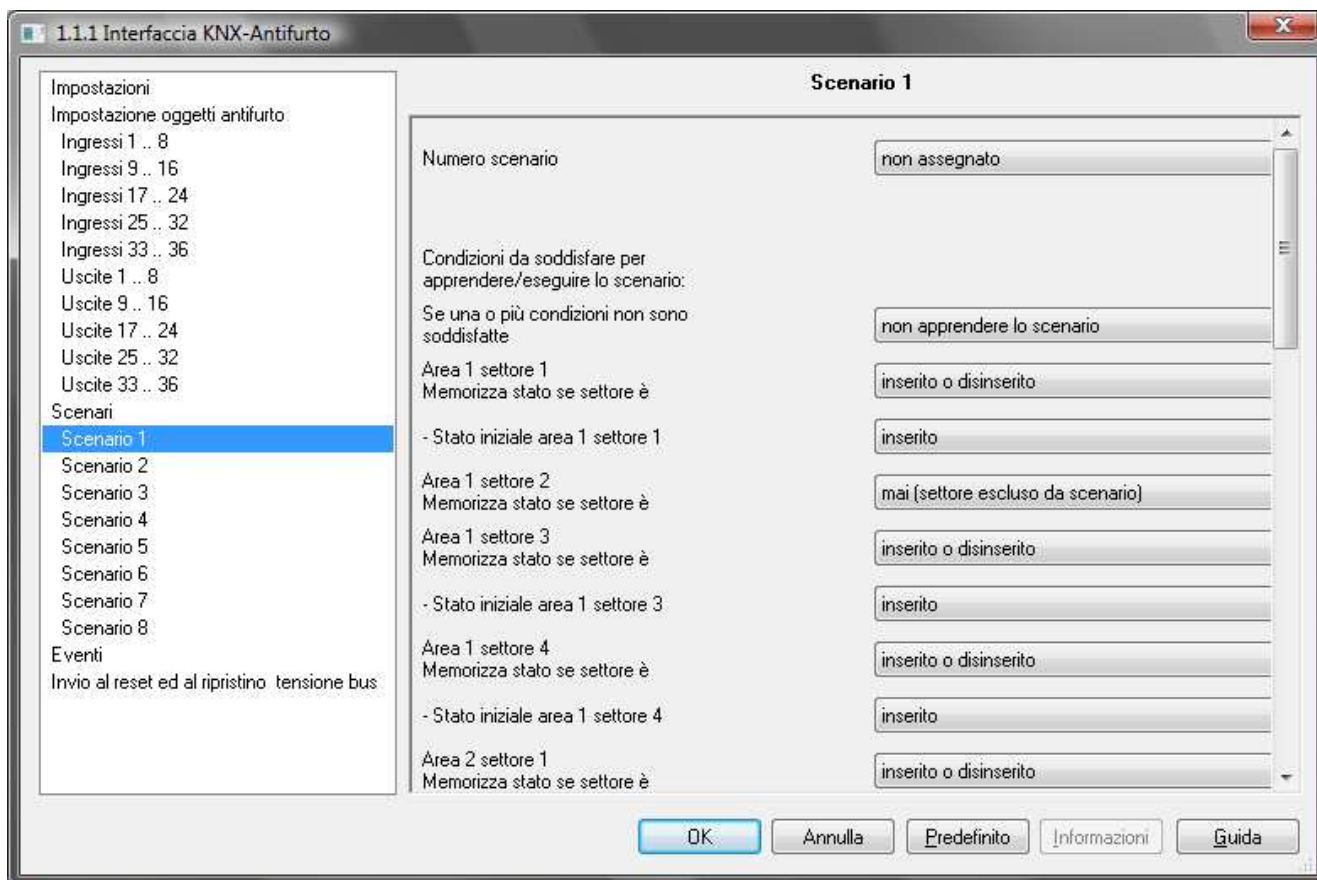 1.1.1 Interfaccia KNX-Antifurto
Impostazioni
Impostazione oggetti antifurto
Ingressi 1 .. 8
Ingressi 9 .. 16
Ingressi 17 .. 24
Ingressi 25 .. 32
Ingressi 33 .. 36
Uscite 1 .. 8
Uscite 9 .. 16
Uscite 17 .. 24
Uscite 25 .. 32
Uscite 33 .. 36
Scenari
Scenario 1
Scenario 2
Scenario 3
Scenario 4
Scenario 5
Scenario 6
Scenario 7
Scenario 8
Eventi
Invio al reset ed al ripristino tensione bus
Scenario 1
Numero scenario
non assegnato
Condizioni da soddisfare per
apprendere/eseguire lo scenario:
Se una o più condizioni non sono
soddisfatte
non apprendere lo scenario
Area 1 settore 1
Memorizza stato se settore è
inserito o disinserito
- Stato iniziale area 1 settore 1
inserito
Area 1 settore 2
Memorizza stato se settore è
mai (settore escluso da scenario)
Area 1 settore 3
Memorizza stato se settore è
inserito o disinserito
- Stato iniziale area 1 settore 3
inserito
Area 1 settore 4
Memorizza stato se settore è
inserito o disinserito
- Stato iniziale area 1 settore 4
inserito
Area 2 settore 1
Memorizza stato se settore è
inserito o disinserito
OK
Annulla
Predefinito
Informazioni
Guida